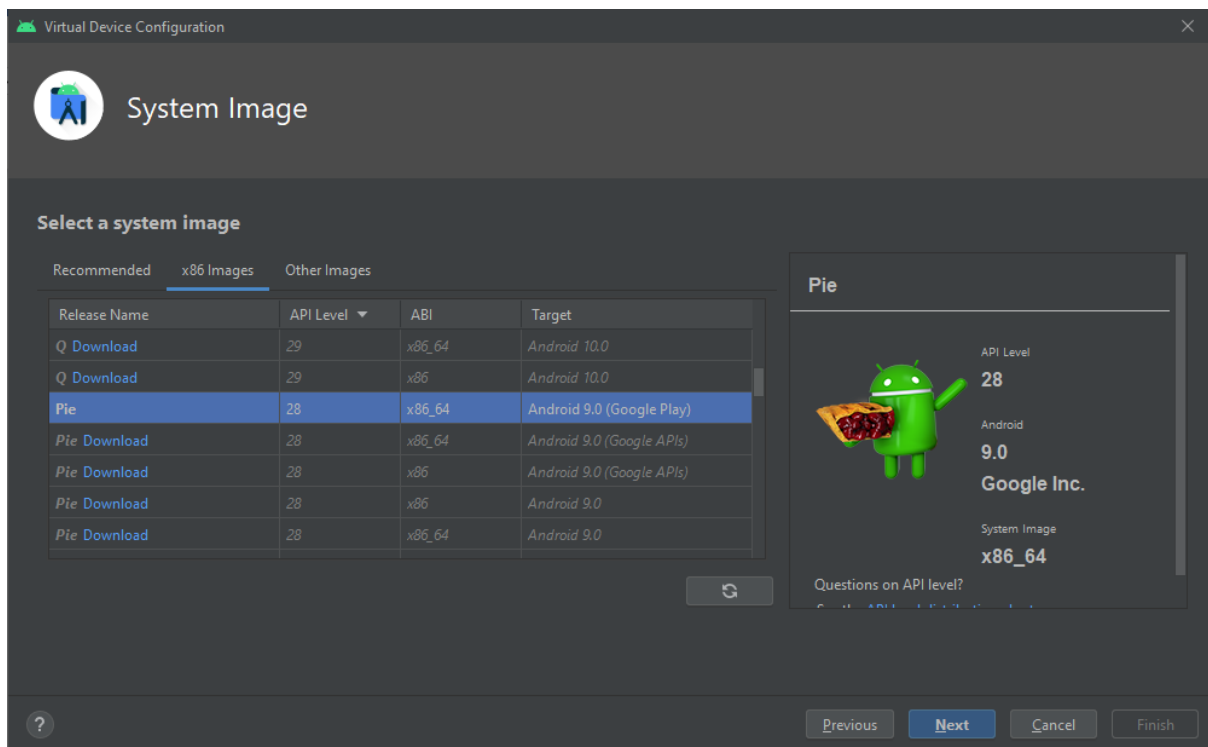 Virtual Device Configuration
System Image
Select a system image
Recommended x86 Images Other Images
Release Name API Level ABI Target
Q Download 29 x86_64 Android 10.0
Q Download 29 x86 Android 10.0
Pie 28 x86_64 Android 9.0 (Google Play)
Pie Download 28 x86_64 Android 9.0 (Google APIs)
Pie Download 28 x86 Android 9.0 (Google APIs)
Pie Download 28 x86 Android 9.0
Pie Download 28 x86_64 Android 9.0
Pie
API Level
28
Android
9.0
Google Inc.
System Image
x86_64
Questions on API level?
?
Previous Next Cancel Finish